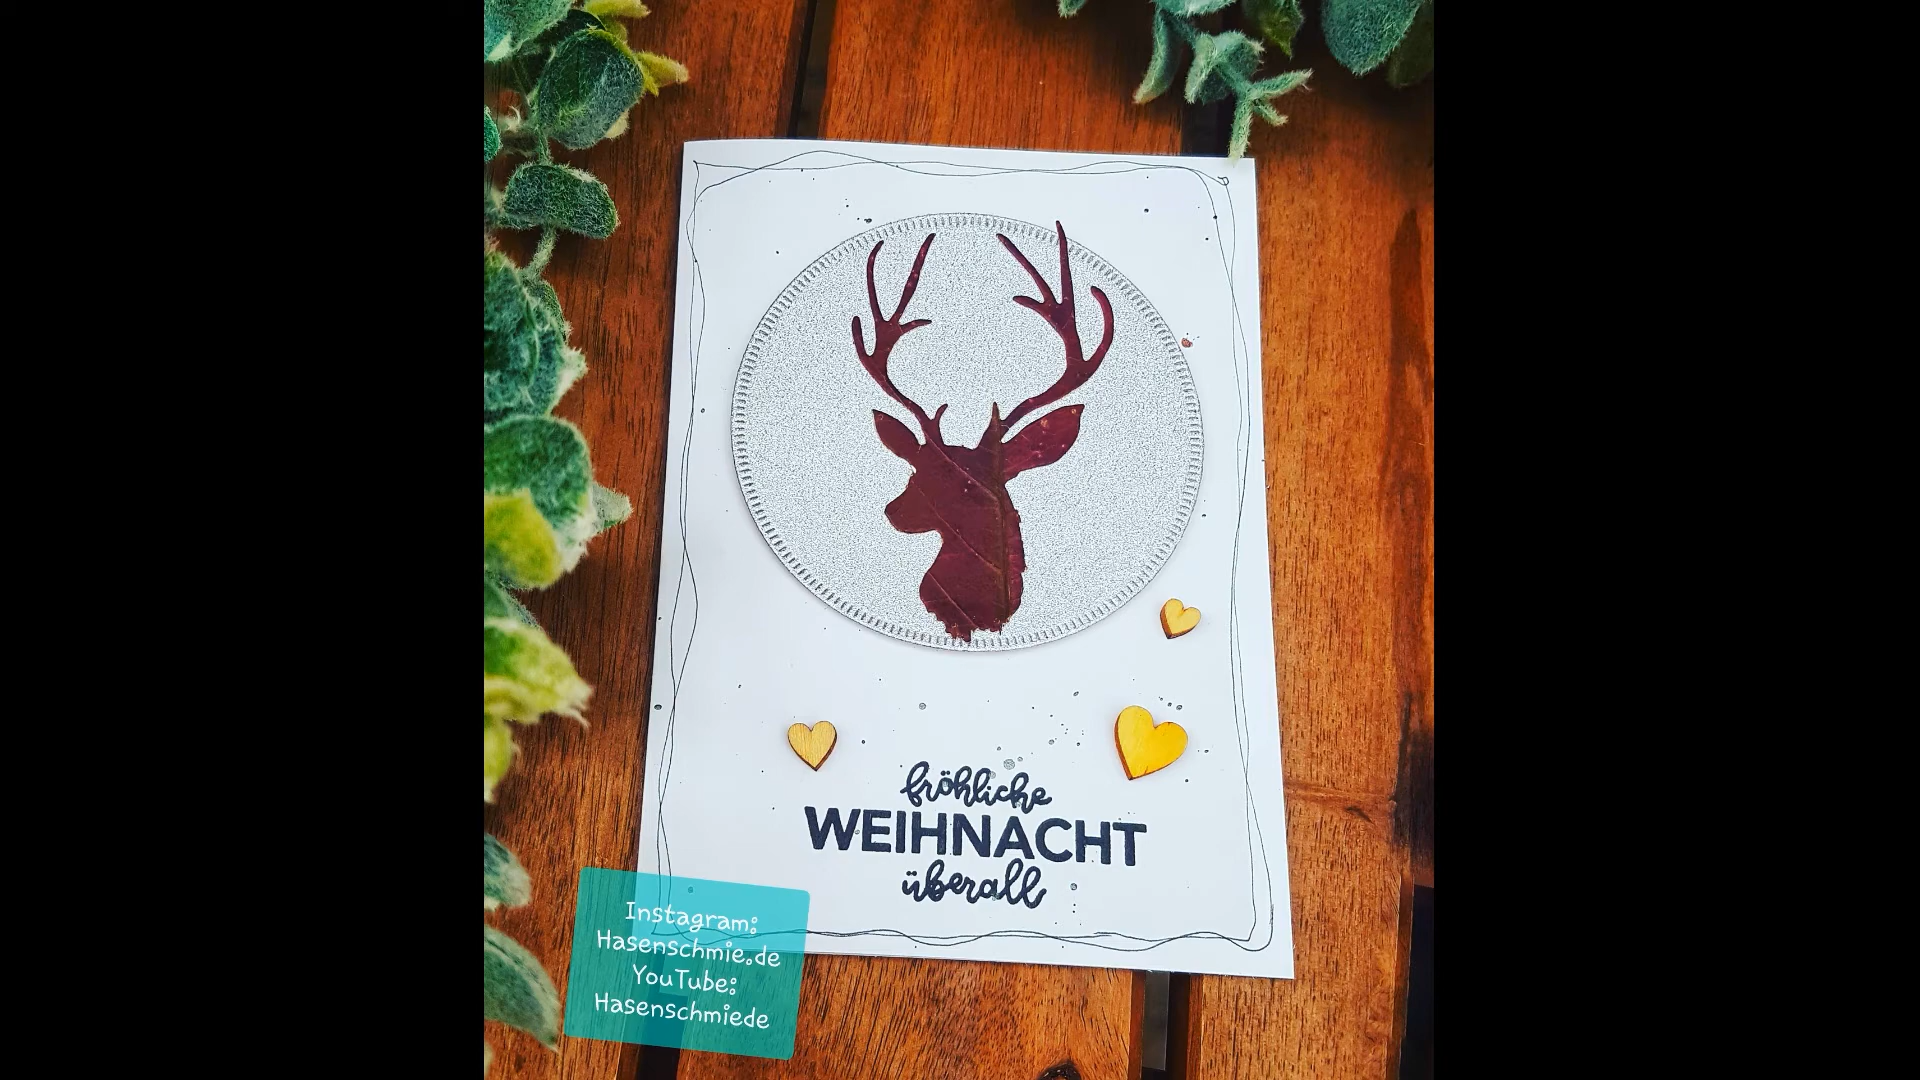 fröhliche
WEIHNACHT
überall
Instagram:
Hasenschmie.de
YouTube:
Hasenschmiede